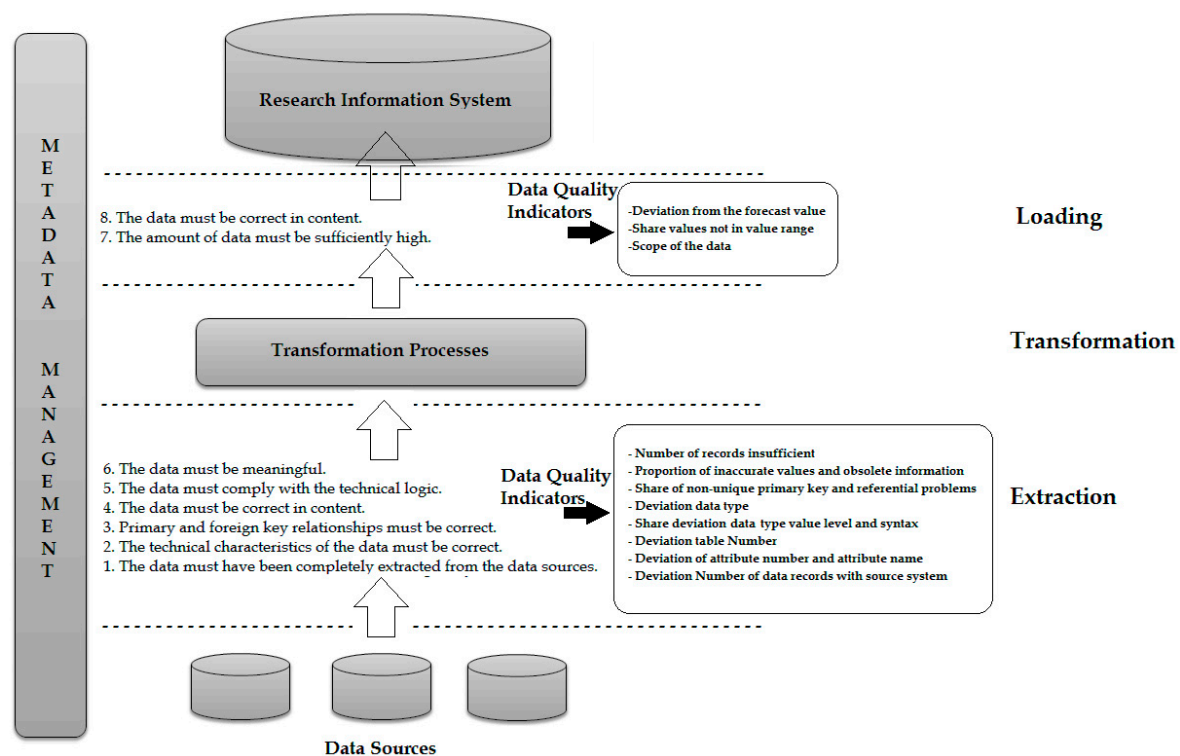 METADATA MANAGEMENT
Research Information System
Data Quality
Indicators
8. The data must be correct in content.
7. The amount of data must be sufficiently high.
-Deviation from the forecast value
-Share values not in value range
-Scope of the data
Loading
Transformation Processes
Transformation
6. The data must be meaningful.
5. The data must comply with the technical logic.
4. The data must be correct in content.
3. Primary and foreign key relationships must be correct.
2. The technical characteristics of the data must be correct.
1. The data must have been completely extracted from the data sources.
Data Quality
Indicators
- Number of records insufficient
- Proportion of inaccurate values and obsolete information
- Share of non-unique primary key and referential problems
- Deviation data type
- Share deviation data type value level and syntax
- Deviation table Number
- Deviation of attribute number and attribute name
- Deviation Number of data records with source system
Extraction
Data Sources